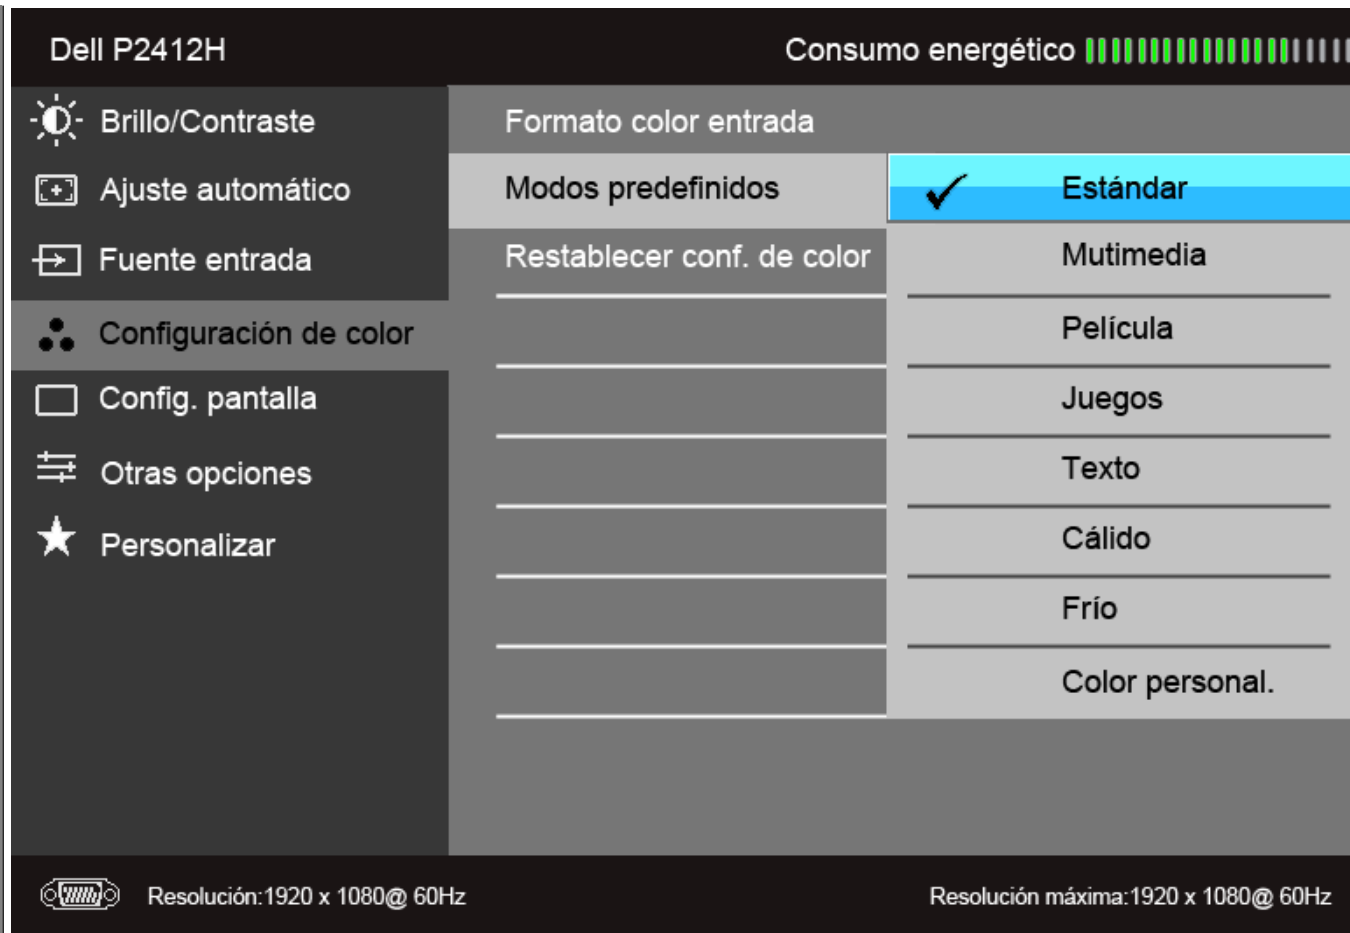 Dell P2412H
Consumo energético
Brillo/Contraste
Ajuste automático
Fuente entrada
Configuración de color
Config. pantalla
Otras opciones
Personalizar
Formato color entrada
Modos predefinidos
Restablecer conf. de color
Estándar
Mutimedia
Película
Juegos
Texto
Cálido
Frío
Color personal.
Resolución:1920 x 1080@ 60Hz
Resolución máxima:1920 x 1080@ 60Hz